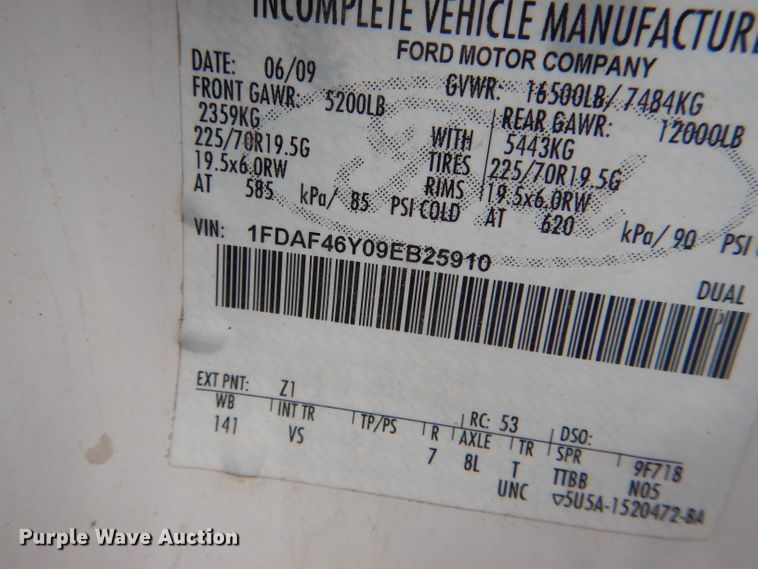 INCOMPLETE VEHICLE MANUFACTURE
FORD MOTOR COMPANY
DATE: 06/09 GVWR: 16500LB/ 7484KG
FRONT GAWR: 5200LB REAR GAWR: 12000LB
2359KG WITH 5443KG
225/70R19.5G TIRES 225/70R19.5G
19.5x6.0RW RIMS 19.5x6.0RW
AT 585 kPa/ 85 PSI COLD AT 620 kPa/ 90 PSI
VIN: 1FDAF46Y09EB25910
DUAL
EXT PNT: Z1 RC: 53 DSO:
WB INT TR TP/PS R AXLE TR SPR 9F718
141 VS 7 8L T TTBB N05
UNC ▽5U5A-1520472-BA
Purple Wave Auction